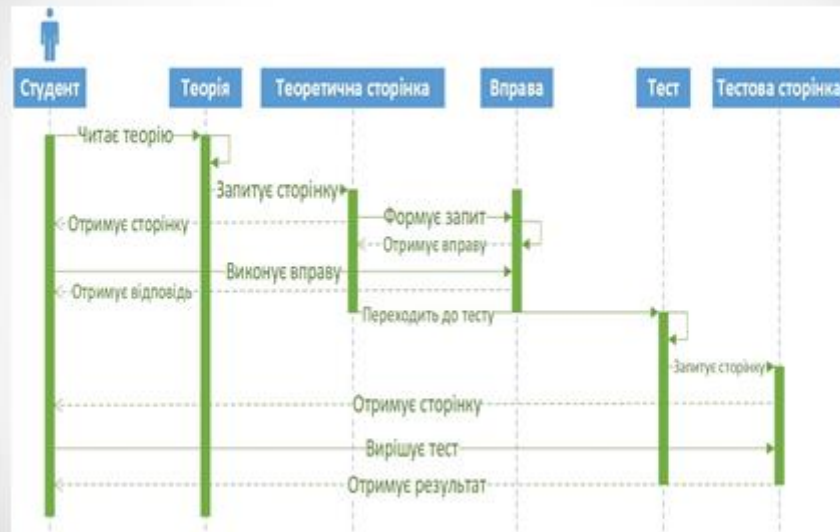 Студент
Теорія
Теоретична сторінка
Вправа
Тест
Тестова сторінка
Читає теорію
Запитує сторінку
Формує запит
Отримує сторінку
Отримує вправу
Виконує вправу
Отримує відповідь
Переходить до тесту
Запитує сторінку
Отримує сторінку
Вирішує тест
Отримує результат